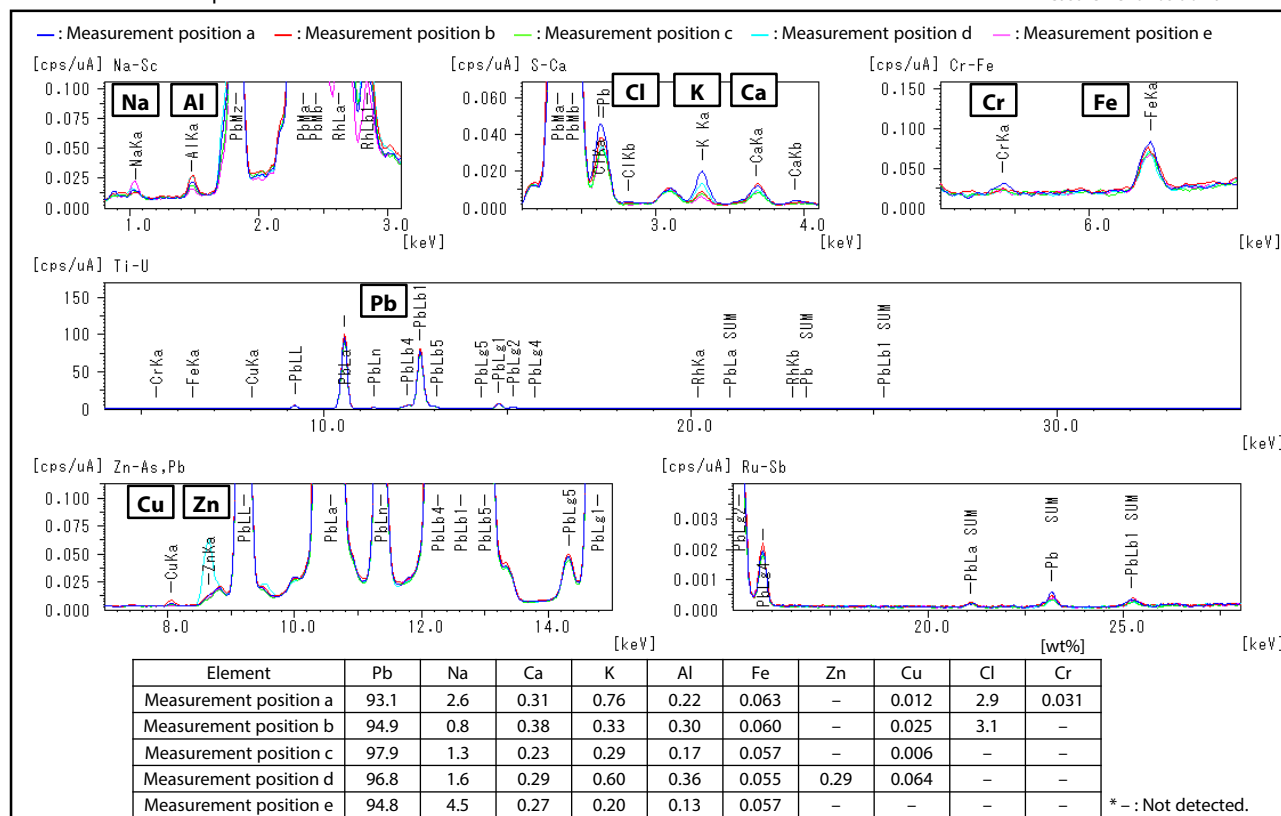 — : Measurement position a — : Measurement position b — : Measurement position c — : Measurement position d — : Measurement position e
[cps/uA] Na-Sc
Na Al
0.100
0.075
0.050
0.025
0.000
NaKa
AlKa
PbMz
PbMa
PbMb
RhLa
RhLb1
1.0 2.0 3.0
[keV]
[cps/uA] S-Ca
Cl K Ca
0.060
0.040
0.020
0.000
PbMa
PbMb
Pb
ClKa
ClKb
K Ka
CaKa
CaKb
3.0 4.0
[keV]
[cps/uA] Cr-Fe
Cr Fe
0.150
0.100
0.050
0.000
CrKa
FeKa
6.0
[keV]
[cps/uA] Ti-U
Pb
150
100
50
0
CrKa
FeKa
CuKa
PbLL
PbLa
PbLn
PbLb4
PbLb1
PbLb5
PbLg5
PbLg1
PbLg2
PbLg4
RhKa
PbLa SUM
RhKb
Pb SUM
PbLb1 SUM
10.0 20.0 30.0
[keV]
[cps/uA] Zn-As,Pb
Cu Zn
0.100
0.075
0.050
0.025
0.000
CuKa
ZnKa
PbLL
PbLa
PbLn
PbLb4
PbLb1
PbLb5
PbLg5
PbLg1
8.0 10.0 12.0 14.0
[keV]
[cps/uA] Ru-Sb
0.003
0.002
0.001
0.000
PbLg2
PbLg4
PbLa SUM
Pb SUM
PbLb1 SUM
20.0 25.0
[keV]
[wt%]
Element Pb Na Ca K Al Fe Zn Cu Cl Cr
Measurement position a 93.1 2.6 0.31 0.76 0.22 0.063 – 0.012 2.9 0.031
Measurement position b 94.9 0.8 0.38 0.33 0.30 0.060 – 0.025 3.1 –
Measurement position c 97.9 1.3 0.23 0.29 0.17 0.057 – 0.006 – –
Measurement position d 96.8 1.6 0.29 0.60 0.36 0.055 0.29 0.064 – –
Measurement position e 94.8 4.5 0.27 0.20 0.13 0.057 – – – –
* – : Not detected.